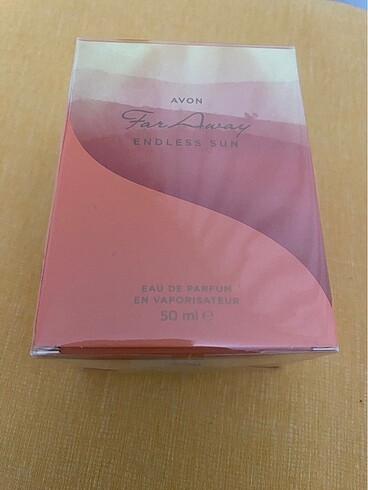 AVON
Far Away
ENDLESS SUN
EAU DE PARFUM
EN VAPORISATEUR
50 ml ℮